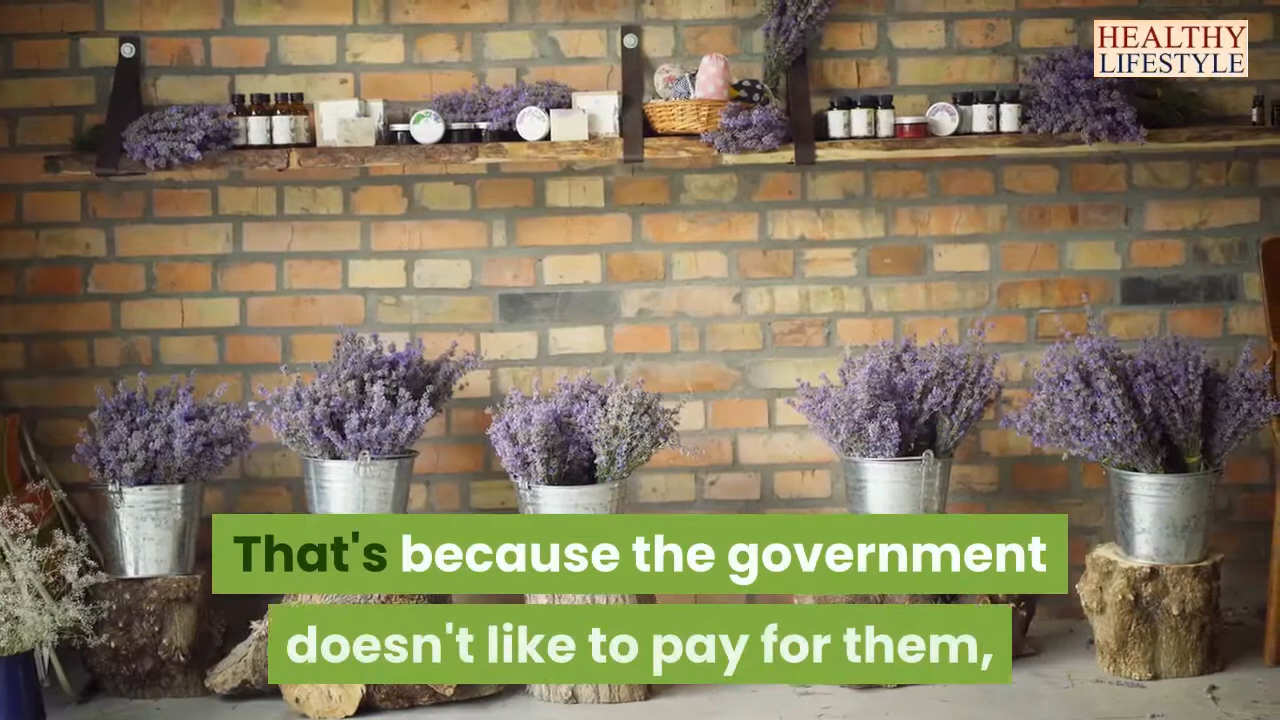 HEALTHY
LIFESTYLE
That's because the government
doesn't like to pay for them,